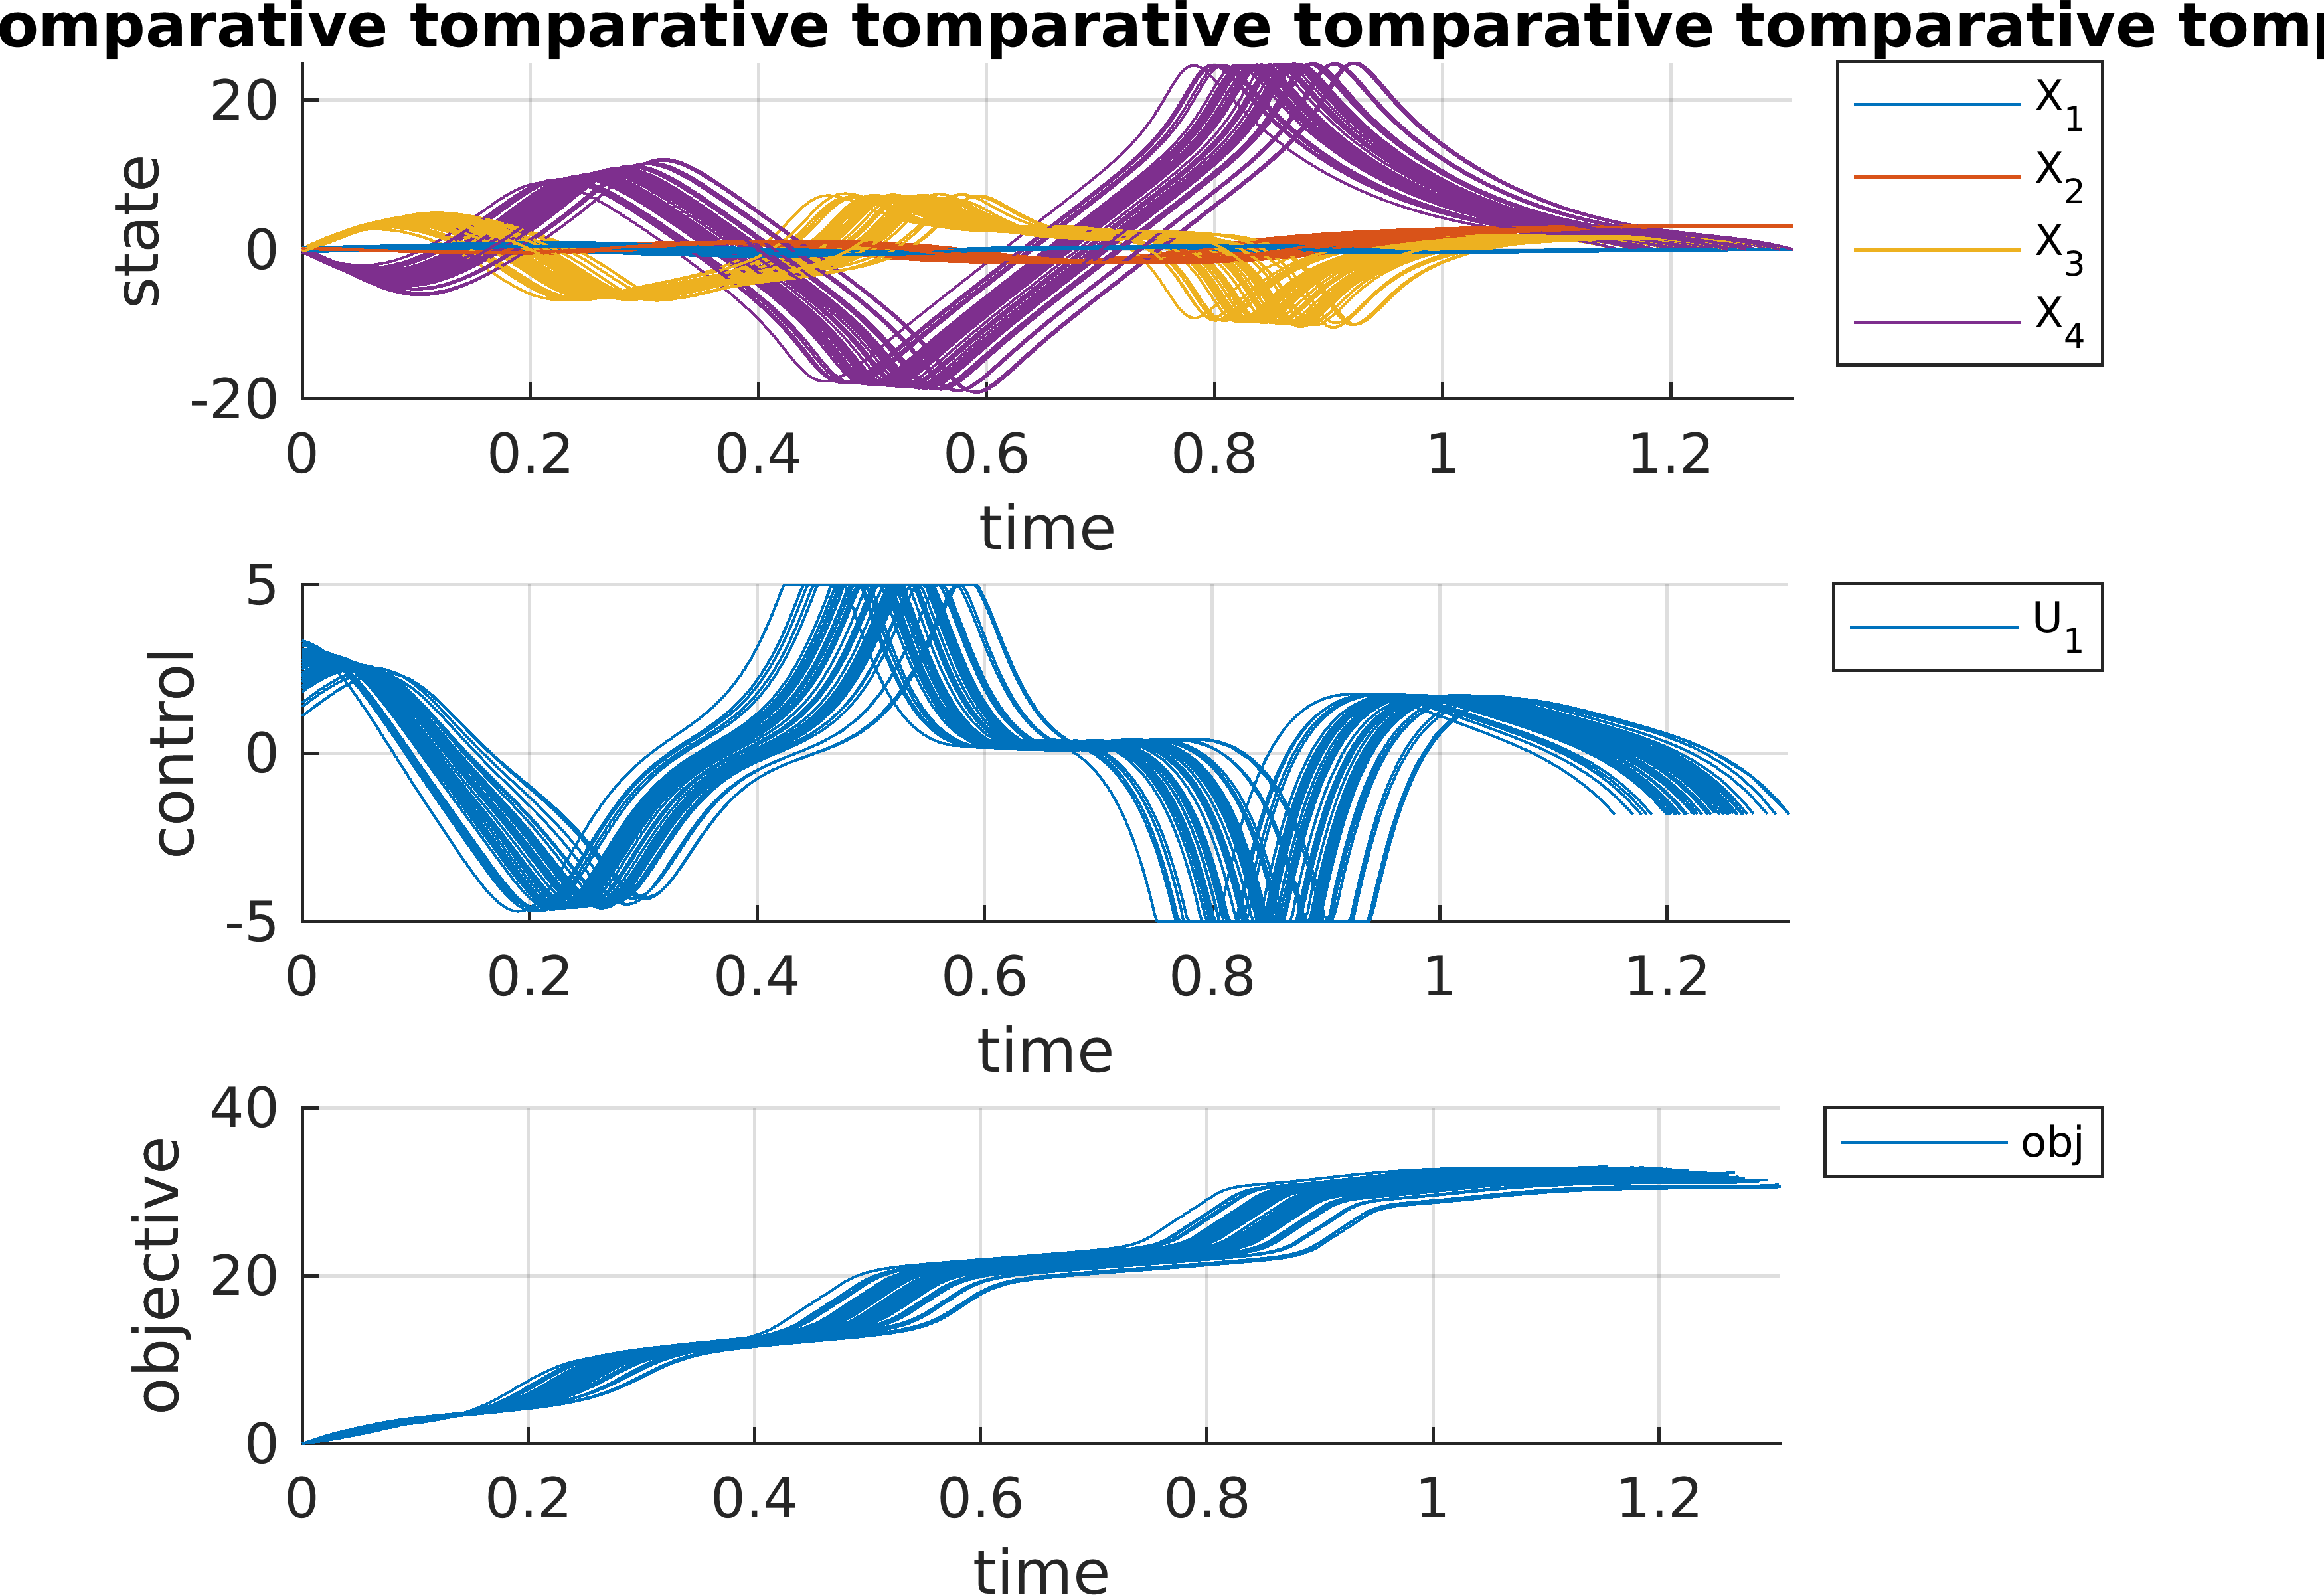 omparative tomparative tomparative tomparative tomparative tomp
20
0
-20
state
0 0.2 0.4 0.6 0.8 1 1.2
time
X1
X2
X3
X4
5
0
-5
control
0 0.2 0.4 0.6 0.8 1 1.2
time
U1
40
20
0
objective
0 0.2 0.4 0.6 0.8 1 1.2
time
obj